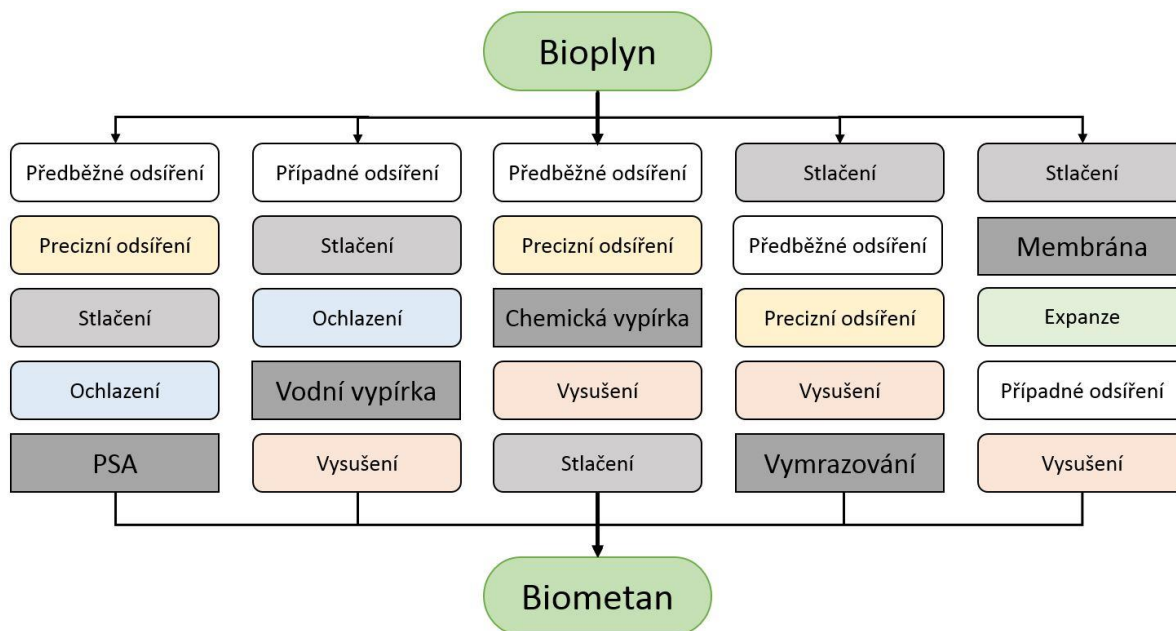 Bioplyn
Předběžné odsíření
Případné odsíření
Předběžné odsíření
Stlačení
Stlačení
Precizní odsíření
Stlačení
Precizní odsíření
Předběžné odsíření
Membrána
Stlačení
Ochlazení
Chemická vypírka
Precizní odsíření
Expanze
Ochlazení
Vodní vypírka
Vysušení
Vysušení
Případné odsíření
PSA
Vysušení
Stlačení
Vymrazování
Vysušení
Biometan